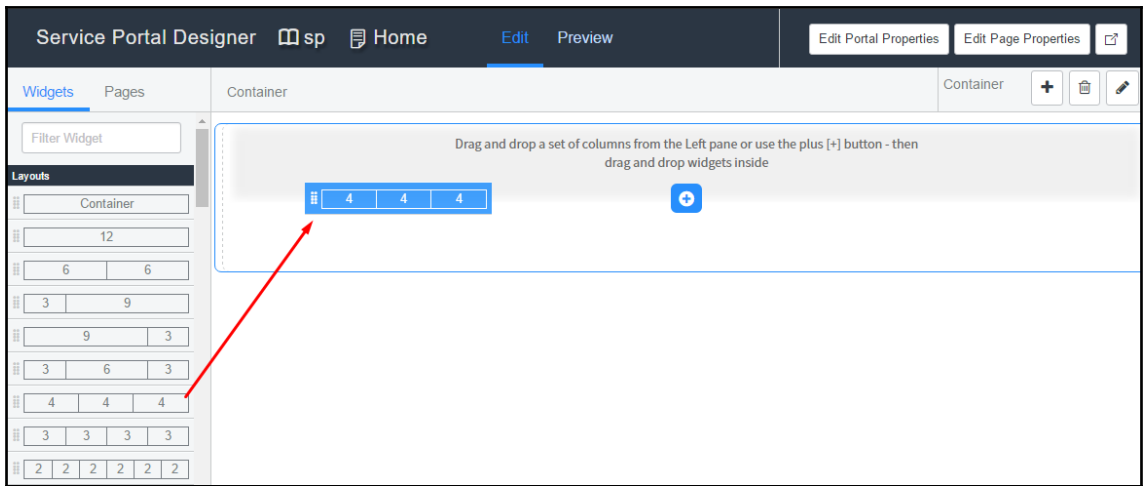 Service Portal Designer sp Home Edit Preview Edit Portal Properties Edit Page Properties
Widgets Pages Container Container
Filter Widget
Drag and drop a set of columns from the Left pane or use the plus [+] button - then
drag and drop widgets inside
Layouts
4 4 4
Container
12
6 6
3 9
9 3
3 6 3
4 4 4
3 3 3 3
2 2 2 2 2 2